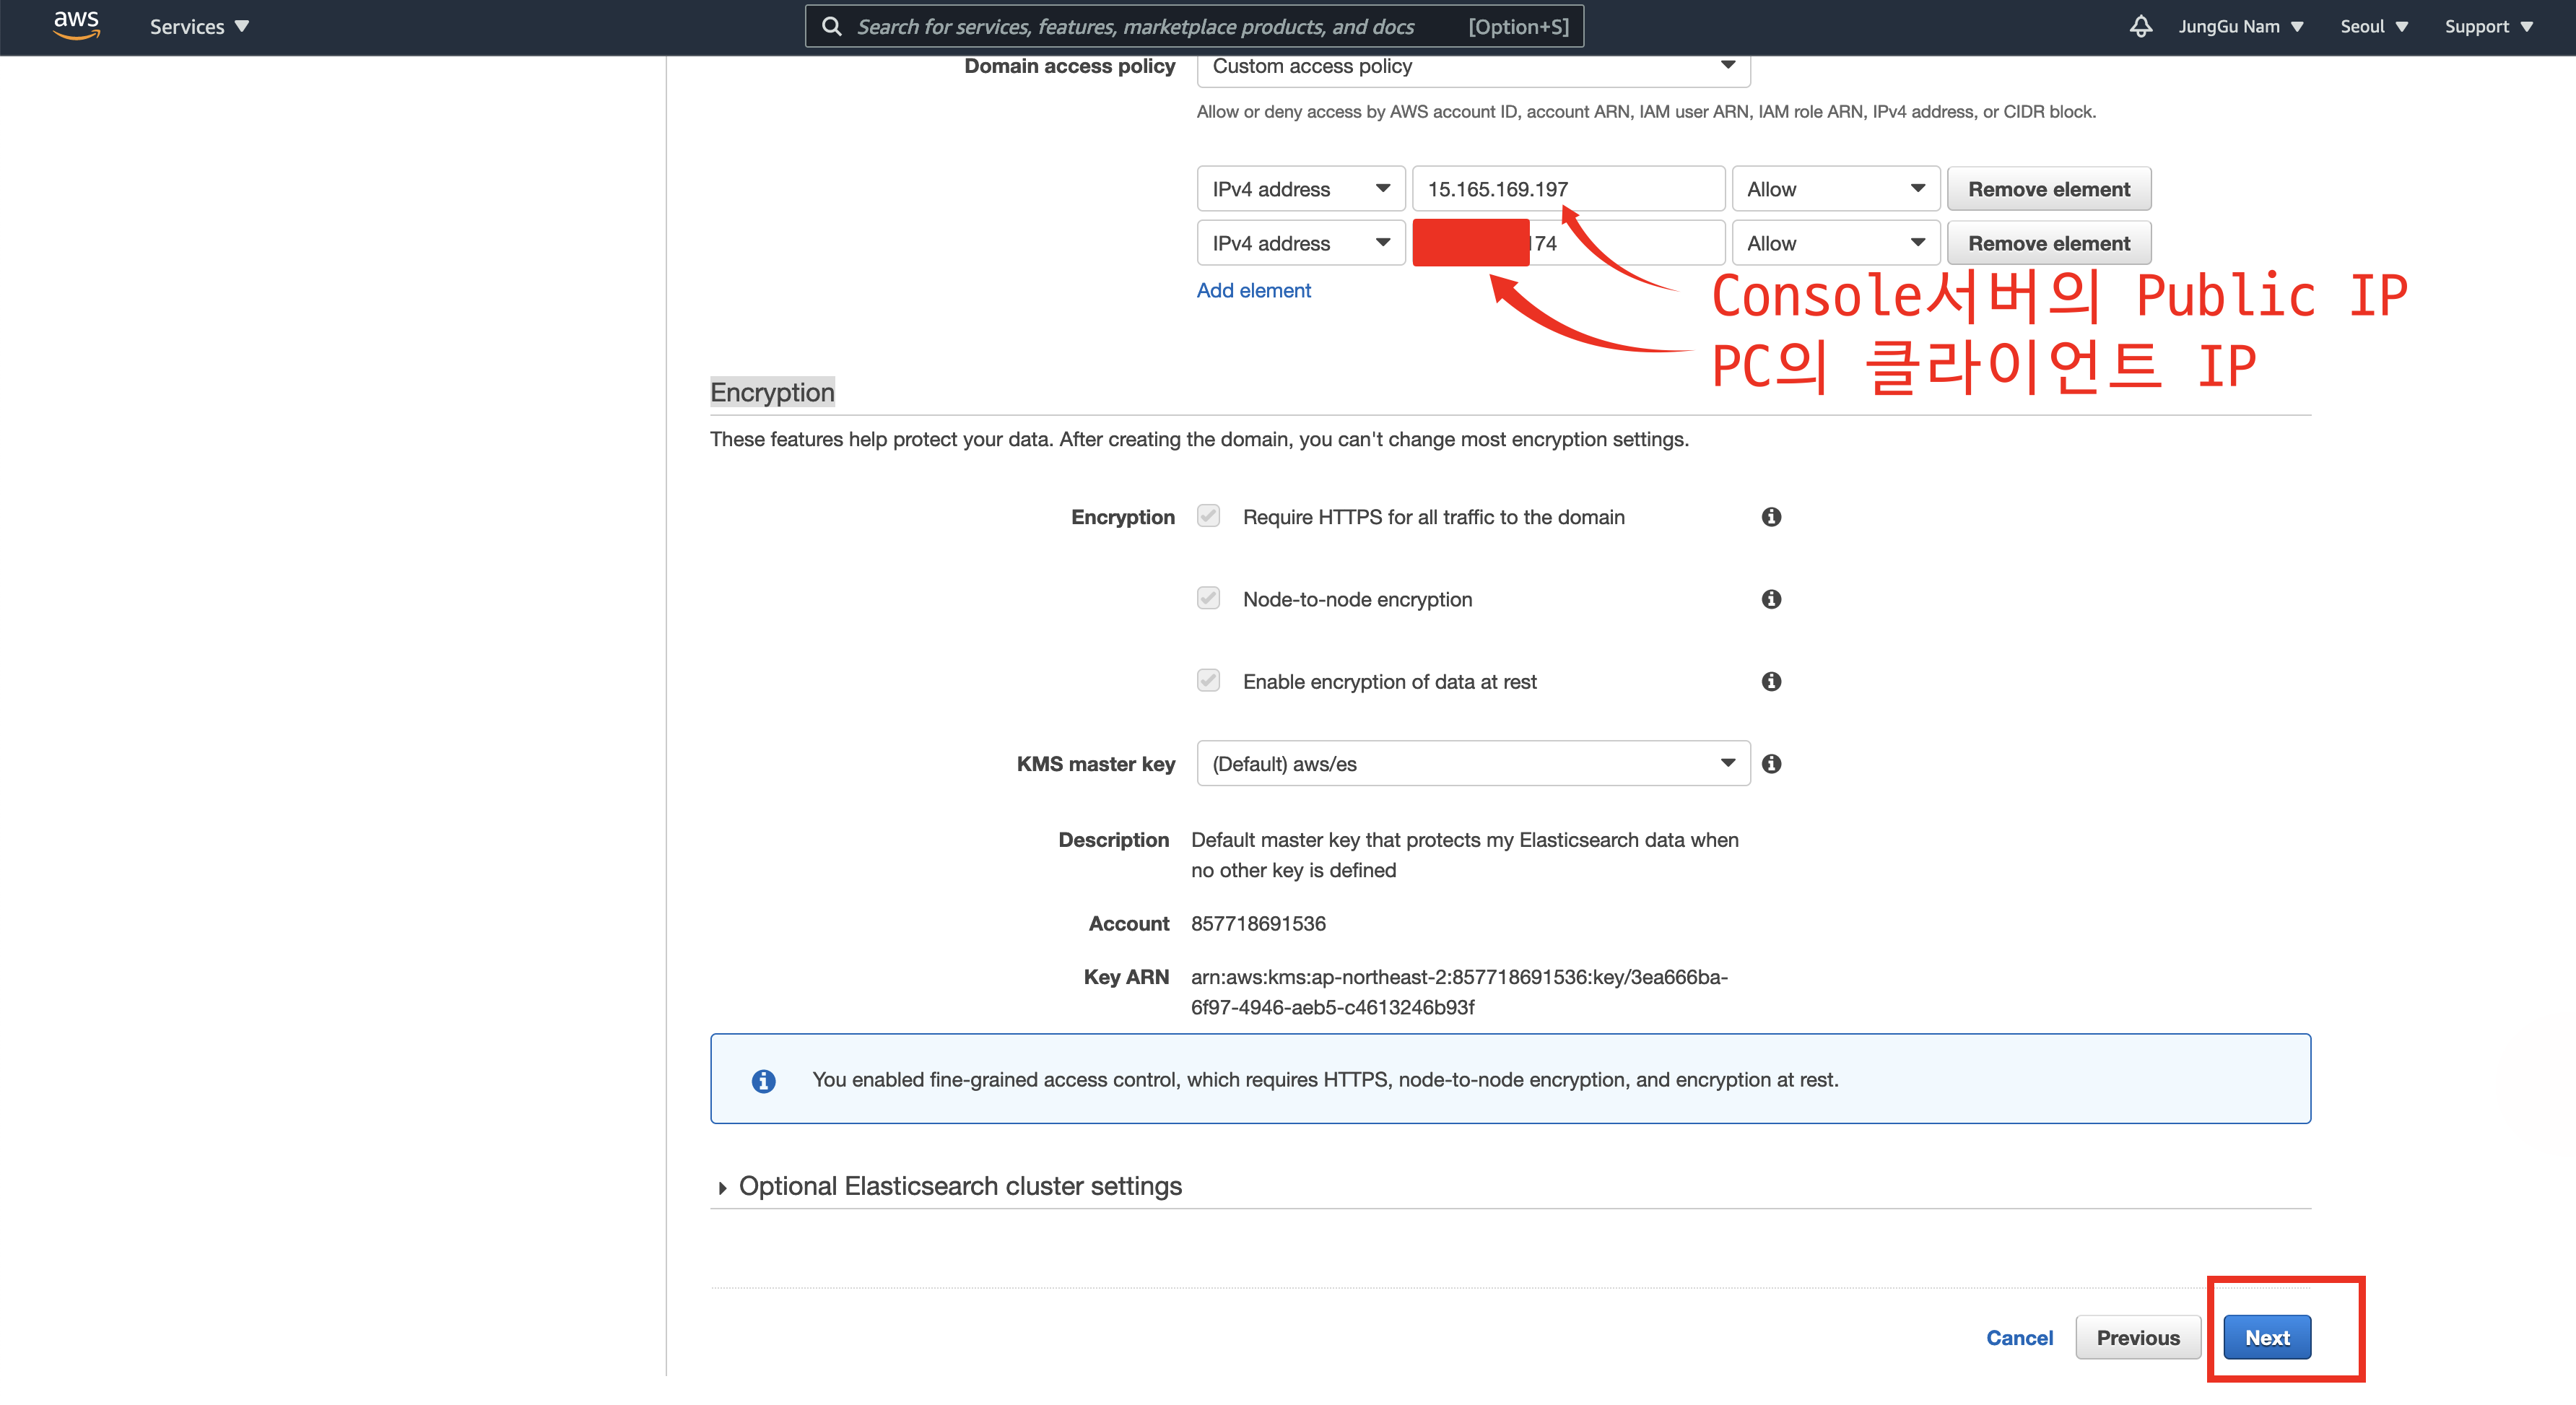 aws
Services
Search for services, features, marketplace products, and docs [Option+S]
JungGu Nam
Seoul
Support
Domain access policy
Custom access policy
Allow or deny access by AWS account ID, account ARN, IAM user ARN, IAM role ARN, IPv4 address, or CIDR block.
IPv4 address 15.165.169.197 Allow Remove element
IPv4 address 174 Allow Remove element
Add element
Console서버의 Public IP
PC의 클라이언트 IP
Encryption
These features help protect your data. After creating the domain, you can't change most encryption settings.
Encryption Require HTTPS for all traffic to the domain
Node-to-node encryption
Enable encryption of data at rest
KMS master key (Default) aws/es
Description Default master key that protects my Elasticsearch data when
no other key is defined
Account 857718691536
Key ARN arn:aws:kms:ap-northeast-2:857718691536:key/3ea666ba-
6f97-4946-aeb5-c4613246b93f
You enabled fine-grained access control, which requires HTTPS, node-to-node encryption, and encryption at rest.
Optional Elasticsearch cluster settings
Cancel Previous Next